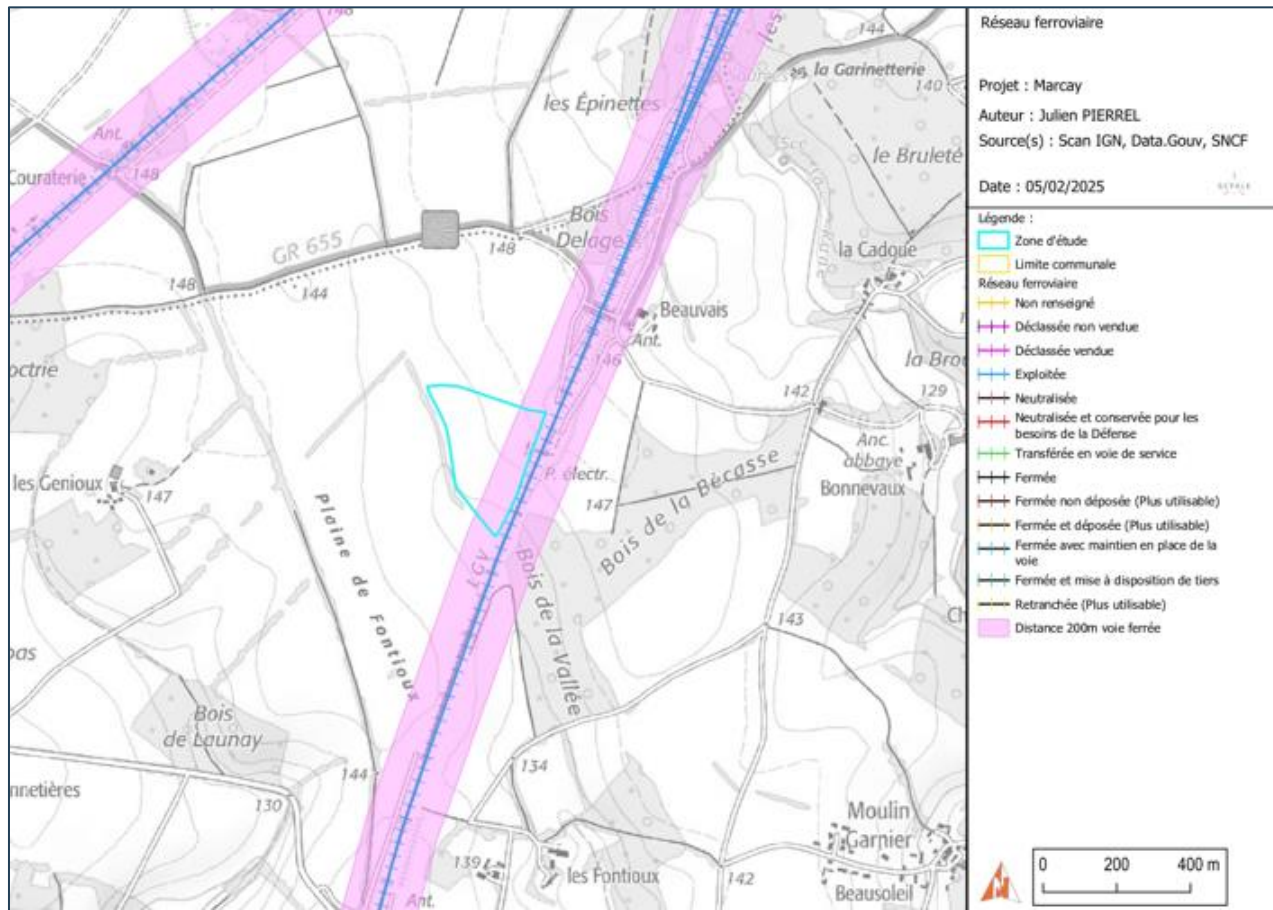 148
144
la Garinetterie
140
les Épinettes
Sce
le Bruleté
Ant.
148
Couraterie
Bois
Delage
la Cadoue
GR 655
148
148
144
Beauvais
Ant.
146
la Brou
octrie
142
129
Anc.
abbaye
Bonnevaux
P. électr.
147
Bois de la Bécasse
les Genioux
147
Plaine de Fontioux
LGV
Bois de la Vallée
143
Ch
bas
Bois
de Launay
144
134
nnetières
130
Moulin
Garnier
139
les Fontioux
142
Beausoleil
Ant.
Réseau ferroviaire
Projet : Marcay
Auteur : Julien PIERREL
Source(s) : Scan IGN, Data.Gouv, SNCF
Date : 05/02/2025
Légende :
Zone d'étude
Limite communale
Réseau ferroviaire
Non renseigné
Déclassée non vendue
Déclassée vendue
Exploitée
Neutralisée
Neutralisée et conservée pour les
besoins de la Défense
Transférée en voie de service
Fermée
Fermée non déposée (Plus utilisable)
Fermée et déposée (Plus utilisable)
Fermée avec maintien en place de la
voie
Fermée et mise à disposition de tiers
Retranchée (Plus utilisable)
Distance 200m voie ferrée
N
0 200 400 m